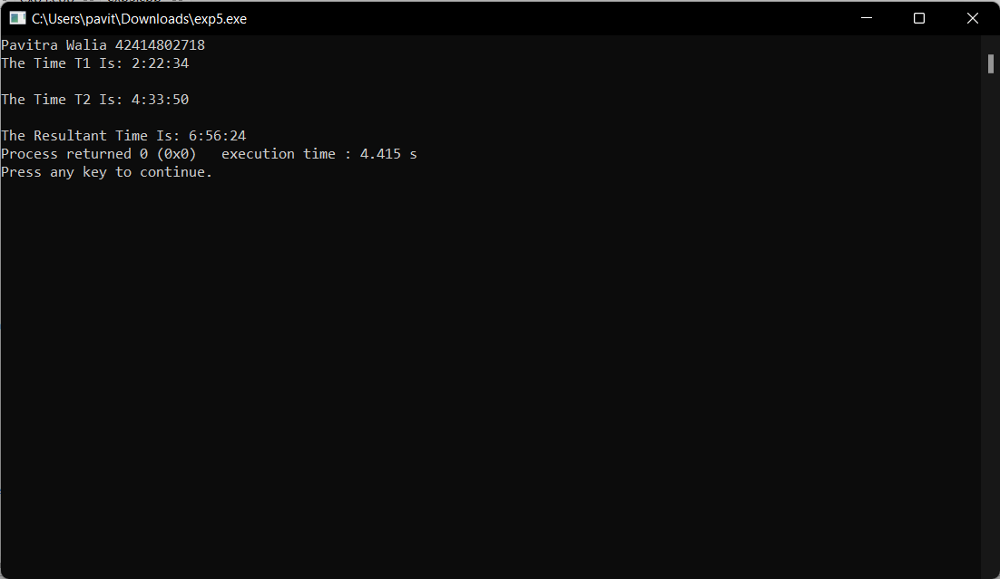 C:\Users\pavit\Downloads\exp5.exe
Pavitra Walia 42414802718
The Time T1 Is: 2:22:34
The Time T2 Is: 4:33:50
The Resultant Time Is: 6:56:24
Process returned 0 (0x0)   execution time : 4.415 s
Press any key to continue.